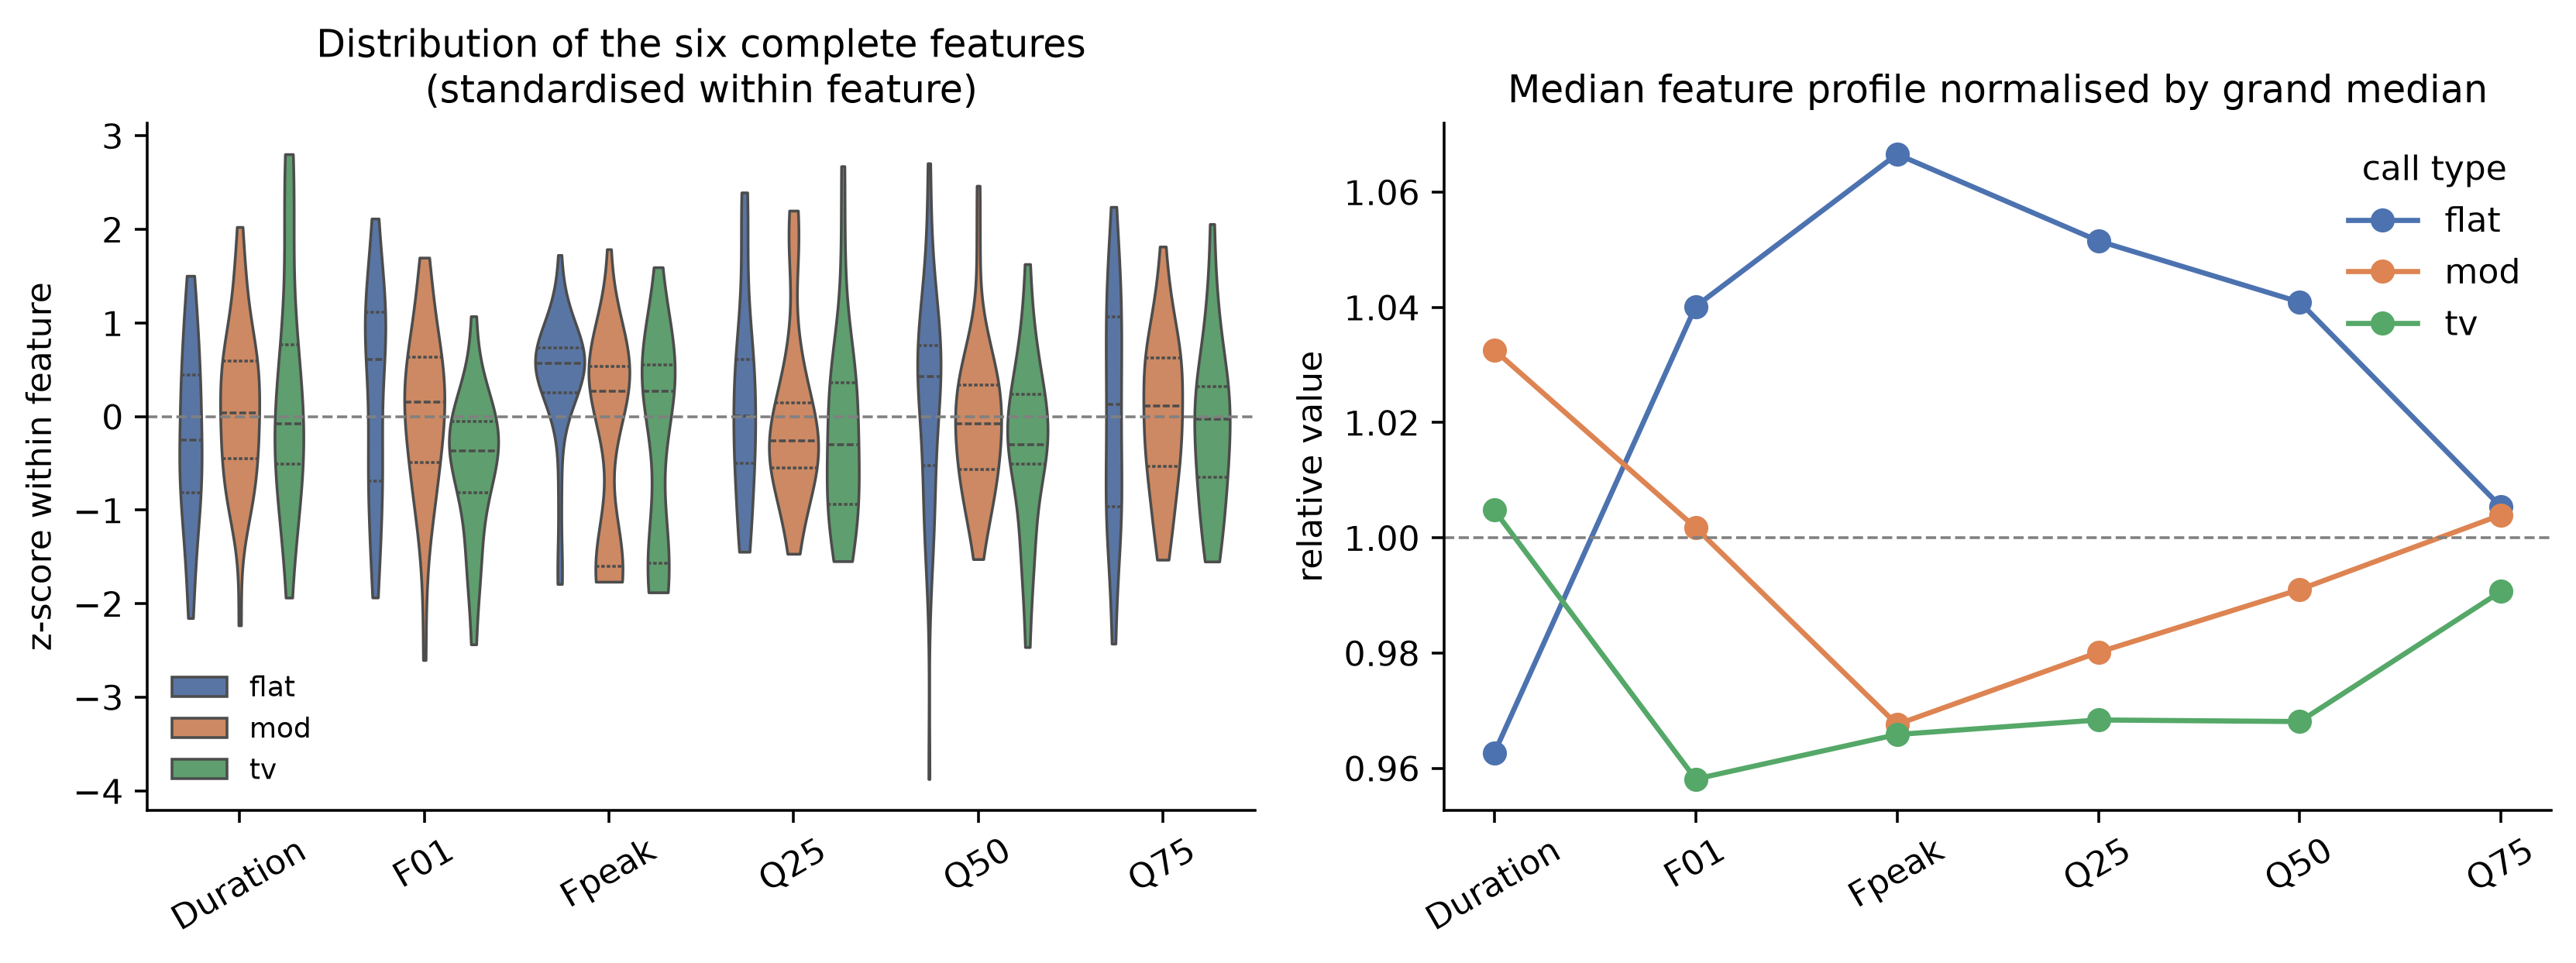 Distribution of the six complete features
(standardised within feature)
z-score within feature
3
2
1
0
−1
−2
−3
−4
flat
mod
tv
Duration
F01
Fpeak
Q25
Q50
Q75
Median feature profile normalised by grand median
relative value
1.06
1.04
1.02
1.00
0.98
0.96
call type
flat
mod
tv
Duration
F01
Fpeak
Q25
Q50
Q75